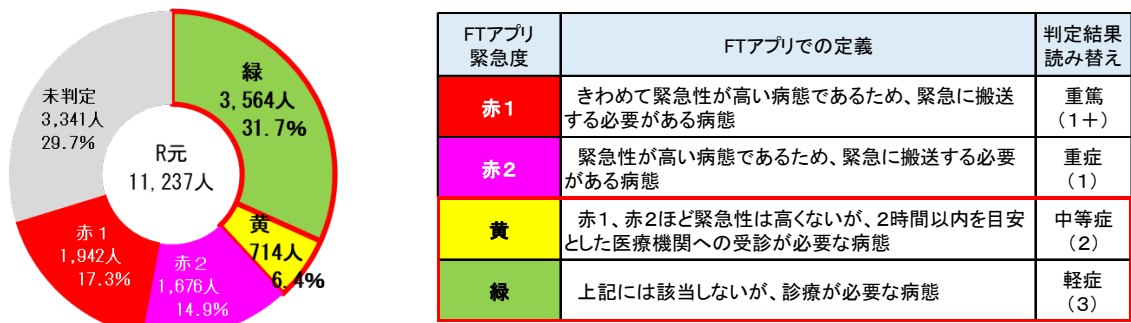 緑
3,564人
31.7%
未判定
3,341人
29.7%
R元
11,237人
黄
714人
6.4%
赤1
1,942人
17.3%
赤2
1,676人
14.9%
FTアプリ
緊急度
FTアプリでの定義
判定結果
読み替え
赤1
きわめて緊急性が高い病態であるため、緊急に搬送
する必要がある病態
重篤
(1+)
赤2
緊急性が高い病態であるため、緊急に搬送する必要
がある病態
重症
(1)
黄
赤1、赤2ほど緊急性は高くないが、2時間以内を目安
とした医療機関への受診が必要な病態
中等症
(2)
緑
上記には該当しないが、診療が必要な病態
軽症
(3)